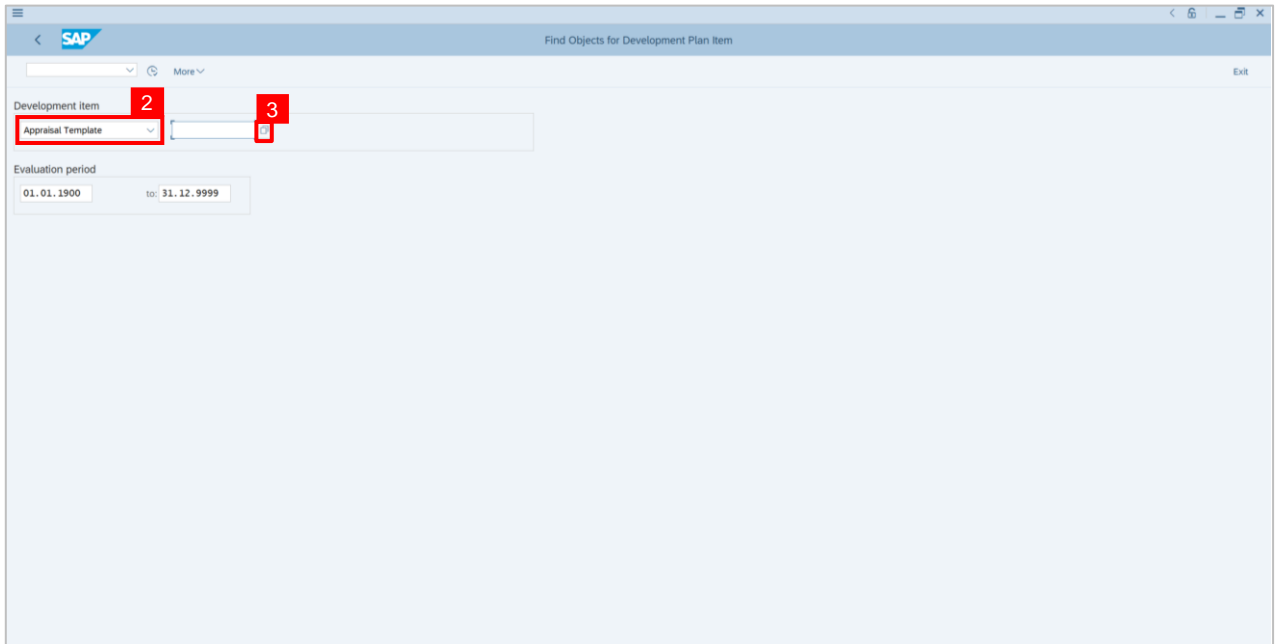 SAP
Find Objects for Development Plan Item
More
Exit
Development item
2
3
Appraisal Template
Evaluation period
01.01.1900 to: 31.12.9999